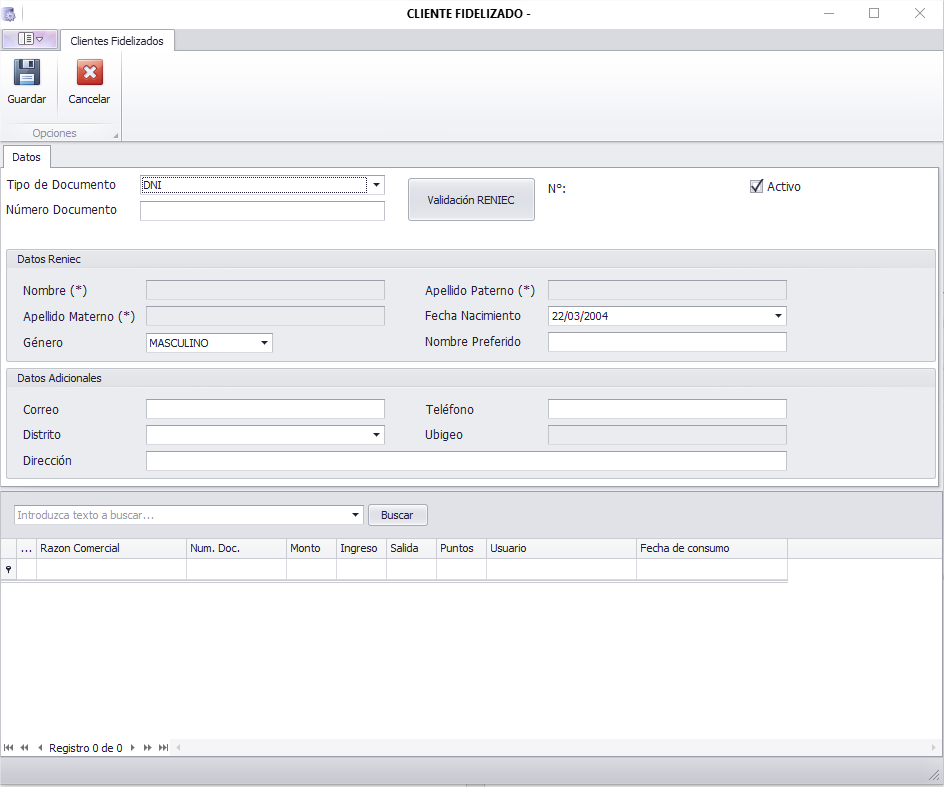 CLIENTE FIDELIZADO -
Clientes Fidelizados
Guardar Cancelar
Opciones
Datos
Tipo de Documento DNI Validación RENIEC N°: Activo
Número Documento
Datos Reniec
Nombre (*) Apellido Paterno (*)
Apellido Materno (*) Fecha Nacimiento 22/03/2004
Género MASCULINO Nombre Preferido
Datos Adicionales
Correo Teléfono
Distrito Ubigeo
Dirección
Introduzca texto a buscar... Buscar
... Razon Comercial Num. Doc. Monto Ingreso Salida Puntos Usuario Fecha de consumo
Registro 0 de 0